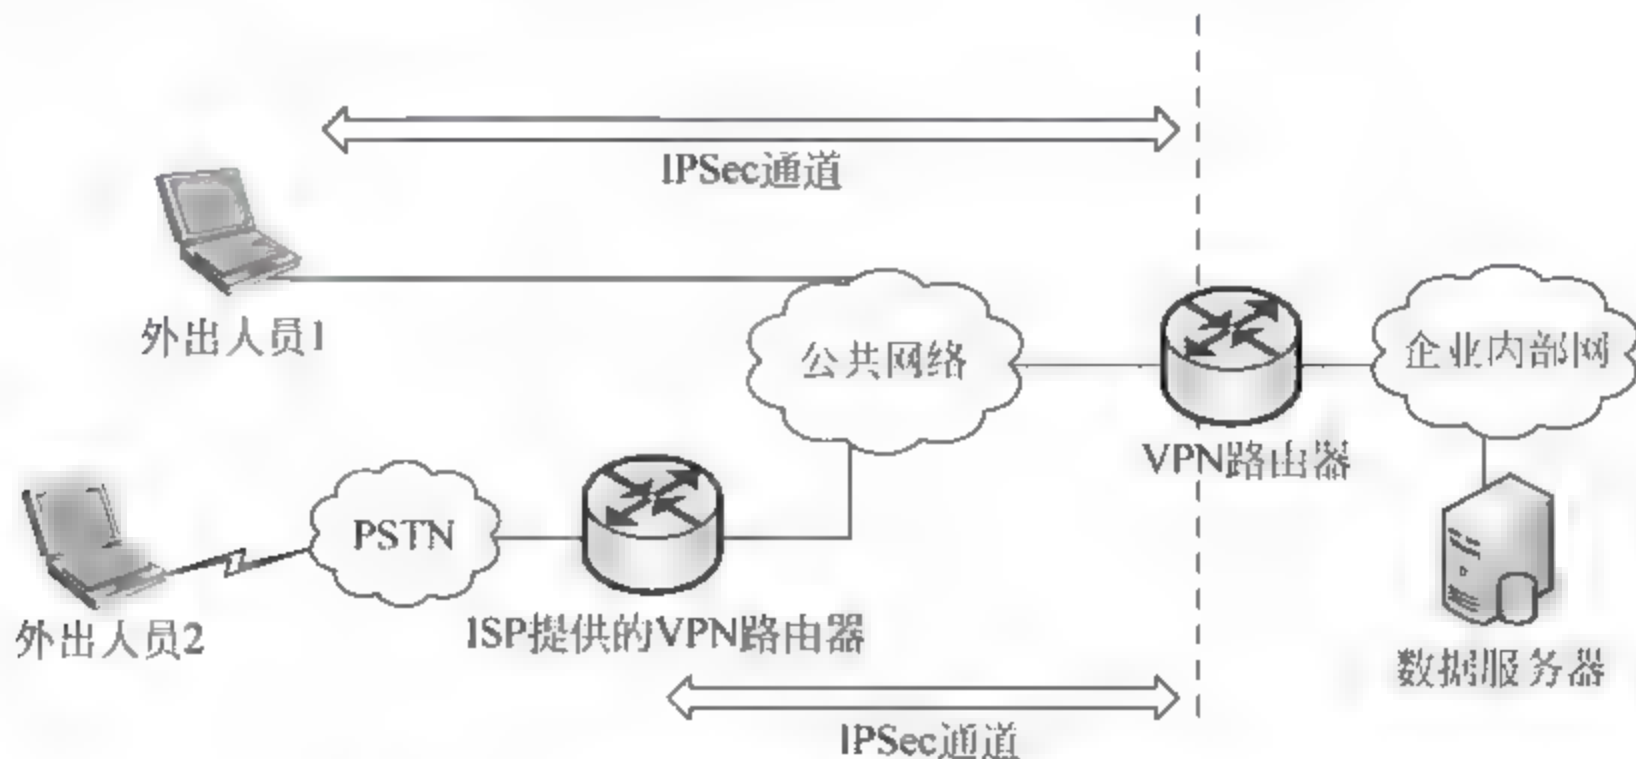 IPSec通道
外出人员1
公共网络
企业内部网
VPN路由器
PSTN
外出人员2
ISP提供的VPN路由器
数据服务器
IPSec通道